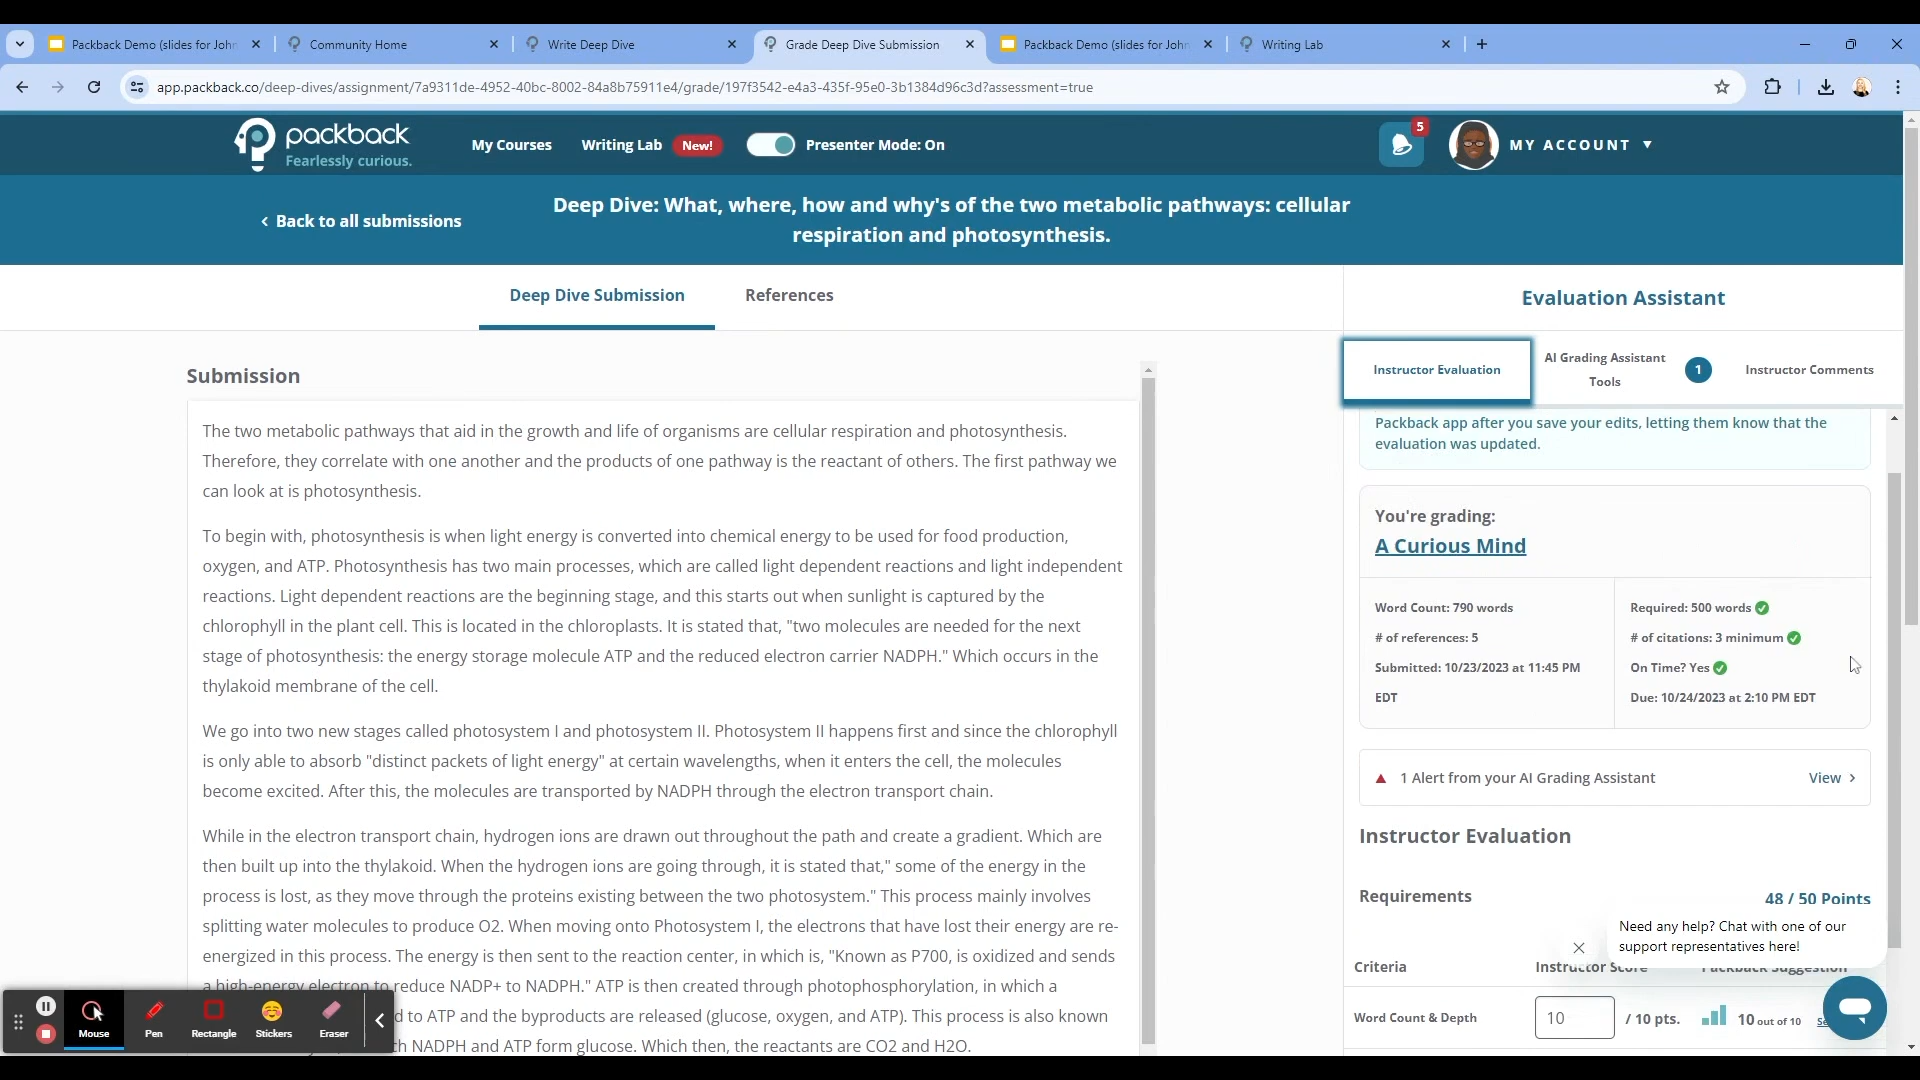 Packback Demo (slides for John
Community Home
Write Deep Dive
Grade Deep Dive Submission
Packback Demo (slides for John
Writing Lab
app.packback.co/deep-dives/assignment/7a9311de-4952-40bc-8002-84a8b75911e4/grade/197f3542-e4a3-435f-95e0-3b1384d96c3d?assessment=true
packback
Fearlessly curious.
My Courses
Writing Lab
New!
Presenter Mode: On
5
MY ACCOUNT
Back to all submissions
Deep Dive: What, where, how and why's of the two metabolic pathways: cellular
respiration and photosynthesis.
Deep Dive Submission
References
Evaluation Assistant
Instructor Evaluation
AI Grading Assistant
Tools
1
Instructor Comments
Submission
The two metabolic pathways that aid in the growth and life of organisms are cellular respiration and photosynthesis.
Therefore, they correlate with one another and the products of one pathway is the reactant of others. The first pathway we
can look at is photosynthesis.
To begin with, photosynthesis is when light energy is converted into chemical energy to be used for food production,
oxygen, and ATP. Photosynthesis has two main processes, which are called light dependent reactions and light independent
reactions. Light dependent reactions are the beginning stage, and this starts out when sunlight is captured by the
chlorophyll in the plant cell. This is located in the chloroplasts. It is stated that, "two molecules are needed for the next
stage of photosynthesis: the energy storage molecule ATP and the reduced electron carrier NADPH." Which occurs in the
thylakoid membrane of the cell.
We go into two new stages called photosystem I and photosystem II. Photosystem II happens first and since the chlorophyll
is only able to absorb "distinct packets of light energy" at certain wavelengths, when it enters the cell, the molecules
become excited. After this, the molecules are transported by NADPH through the electron transport chain.
While in the electron transport chain, hydrogen ions are drawn out throughout the path and create a gradient. Which are
then built up into the thylakoid. When the hydrogen ions are going through, it is stated that," some of the energy in the
process is lost, as they move through the proteins existing between the two photosystem." This process mainly involves
splitting water molecules to produce O2. When moving onto Photosystem I, the electrons that have lost their energy are re-
energized in this process. The energy is then sent to the reaction center, in which is, "Known as P700, is oxidized and sends
a high-energy electron to reduce NADP+ to NADPH." ATP is then created through photophosphorylation, in which a
d to ATP and the byproducts are released (glucose, oxygen, and ATP). This process is also known
NADPH and ATP form glucose. Which then, the reactants are CO2 and H2O.
Packback app after you save your edits, letting them know that the
evaluation was updated.
You're grading:
A Curious Mind
Word Count: 790 words
# of references: 5
Submitted: 10/23/2023 at 11:45 PM
EDT
Required: 500 words
# of citations: 3 minimum
On Time? Yes
Due: 10/24/2023 at 2:10 PM EDT
1 Alert from your AI Grading Assistant
View
Instructor Evaluation
Requirements
48 / 50 Points
Need any help? Chat with one of our
support representatives here!
Criteria
Instructor Score
Packback Suggestion
Word Count & Depth
10
/ 10 pts.
10 out of 10
Mouse
Pen
Rectangle
Stickers
Eraser